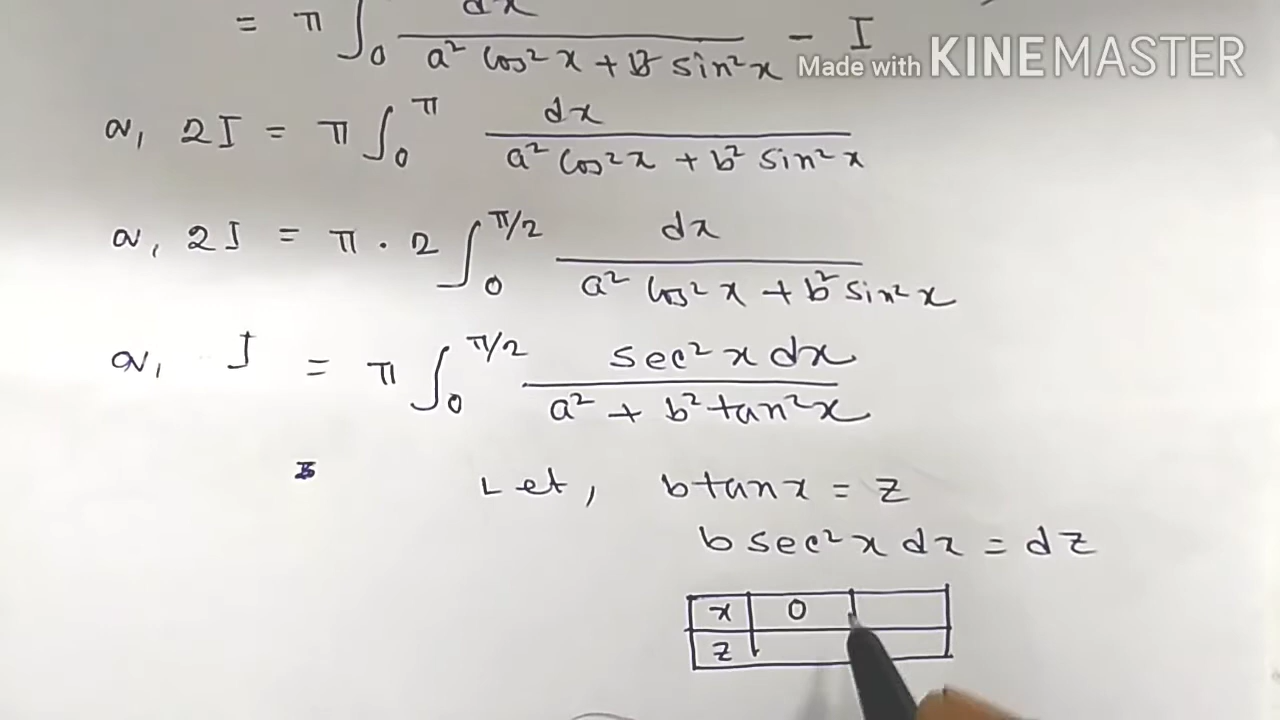 = π ∫₀ dx / a² cos² x + b² sin² x − I
Made with KINEMASTER
or, 2I = π ∫₀^π dx / a² cos² x + b² sin² x
or, 2I = π · 2 ∫₀^π/2 dx / a² cos² x + b² sin² x
or, I = π ∫₀^π/2 sec² x dx / a² + b² tan² x
Let, b tan x = z
b sec² x dx = dz
x 0
z